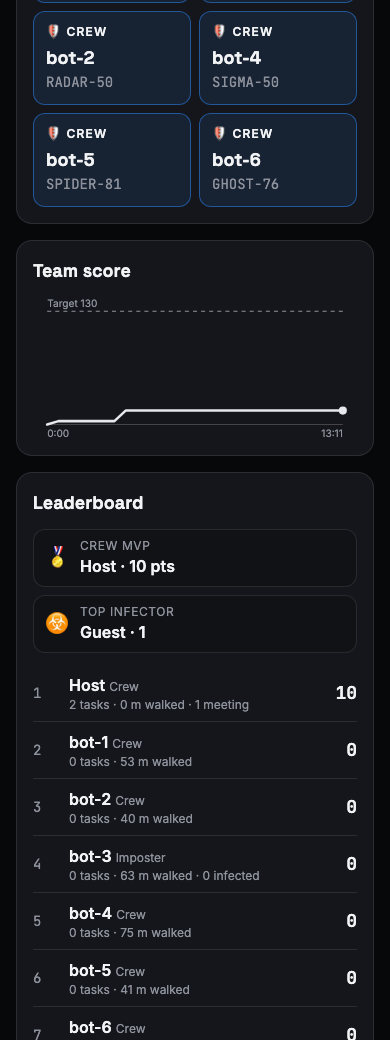 CREW
bot-2
RADAR-50
CREW
bot-4
SIGMA-50
CREW
bot-5
SPIDER-81
CREW
bot-6
GHOST-76
Team score
Target 130
0:00
13:11
Leaderboard
CREW MVP
Host · 10 pts
TOP INFECTOR
Guest · 1
1 Host Crew 10
2 tasks · 0 m walked · 1 meeting
2 bot-1 Crew 0
0 tasks · 53 m walked
3 bot-2 Crew 0
0 tasks · 40 m walked
4 bot-3 Imposter 0
0 tasks · 63 m walked · 0 infected
5 bot-4 Crew 0
0 tasks · 75 m walked
6 bot-5 Crew 0
0 tasks · 41 m walked
7 bot-6 Crew 0